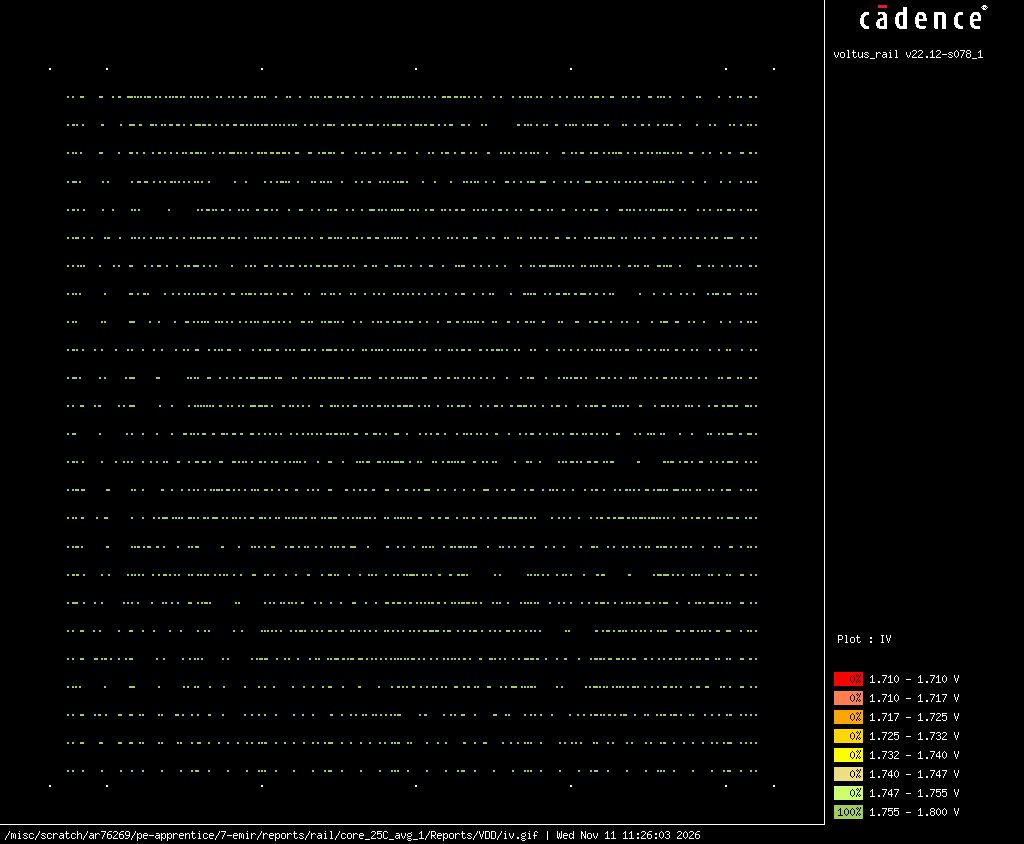 cādence®
voltus_rail v22.12-s078_1
Plot : IV
0% 1.710 - 1.710 V
0% 1.710 - 1.717 V
0% 1.717 - 1.725 V
0% 1.725 - 1.732 V
0% 1.732 - 1.740 V
0% 1.740 - 1.747 V
0% 1.747 - 1.755 V
100% 1.755 - 1.800 V
/misc/scratch/ar76269/pe-apprentice/7-emir/reports/rail/core_25C_avg_1/Reports/VDD/iv.gif | Wed Nov 11 11:26:03 2026